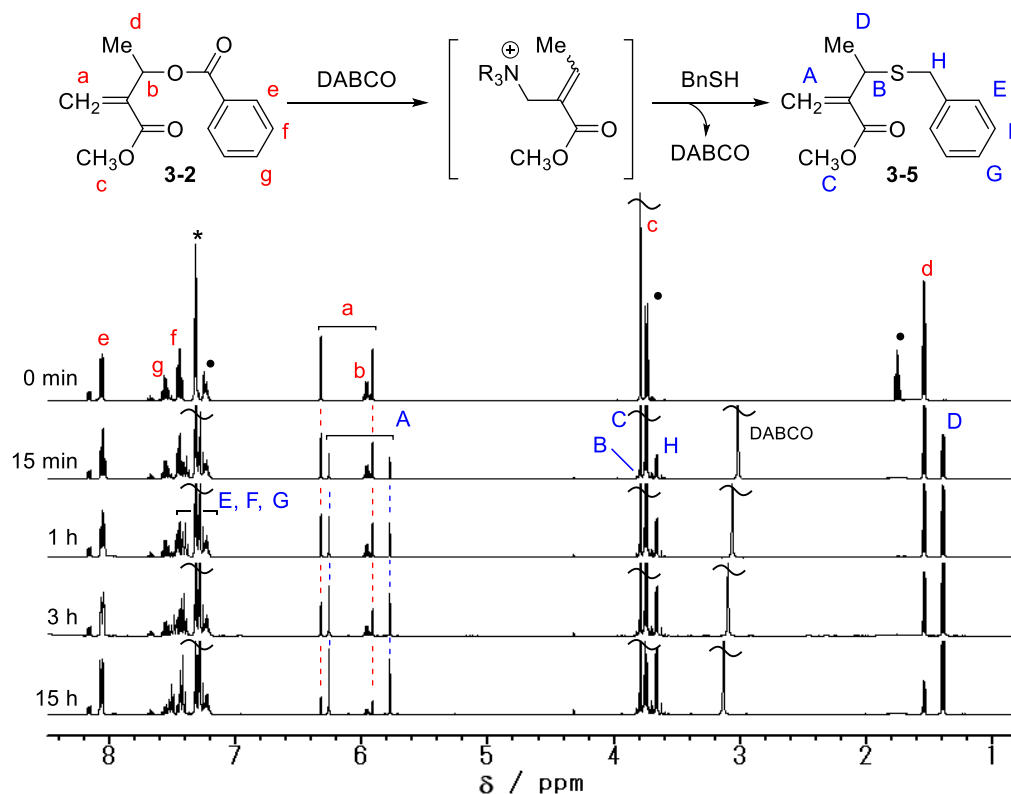 d
D
Me
O
Me
H
a
DABCO
R3N
+
Me
BnSH
A
S
CH2
b
O
e
CH2
B
E
O
f
O
DABCO
O
CH3O
CH3O
CH3O
F
c
3-2
g
C
3-5
G
*
c
d
a
e
f
g
b
0 min
A
C
DABCO
D
B
H
15 min
E, F, G
1 h
3 h
15 h
8
7
6
5
4
3
2
1
δ / ppm